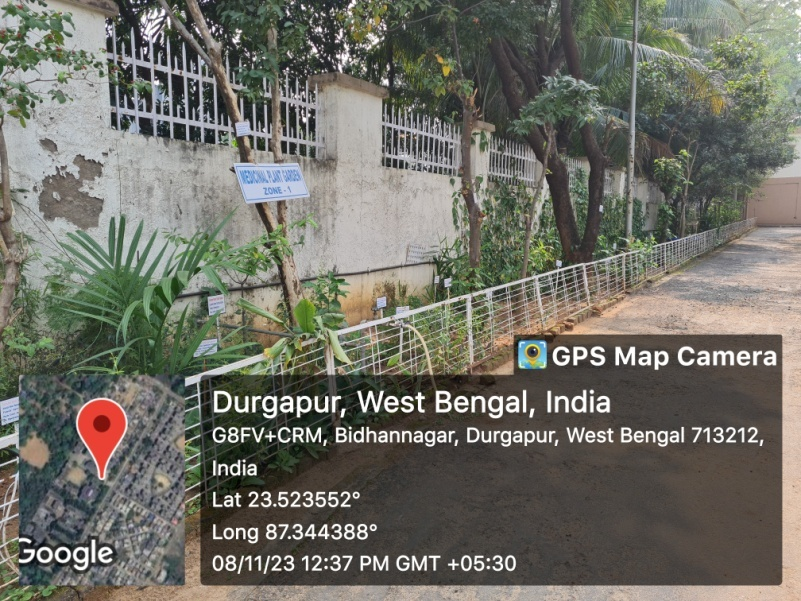 MEDICINAL PLANT GARDEN
ZONE - 1
GPS Map Camera
Durgapur, West Bengal, India
G8FV+CRM, Bidhannagar, Durgapur, West Bengal 713212,
India
Lat 23.523552°
Long 87.344388°
08/11/23 12:37 PM GMT +05:30
Google